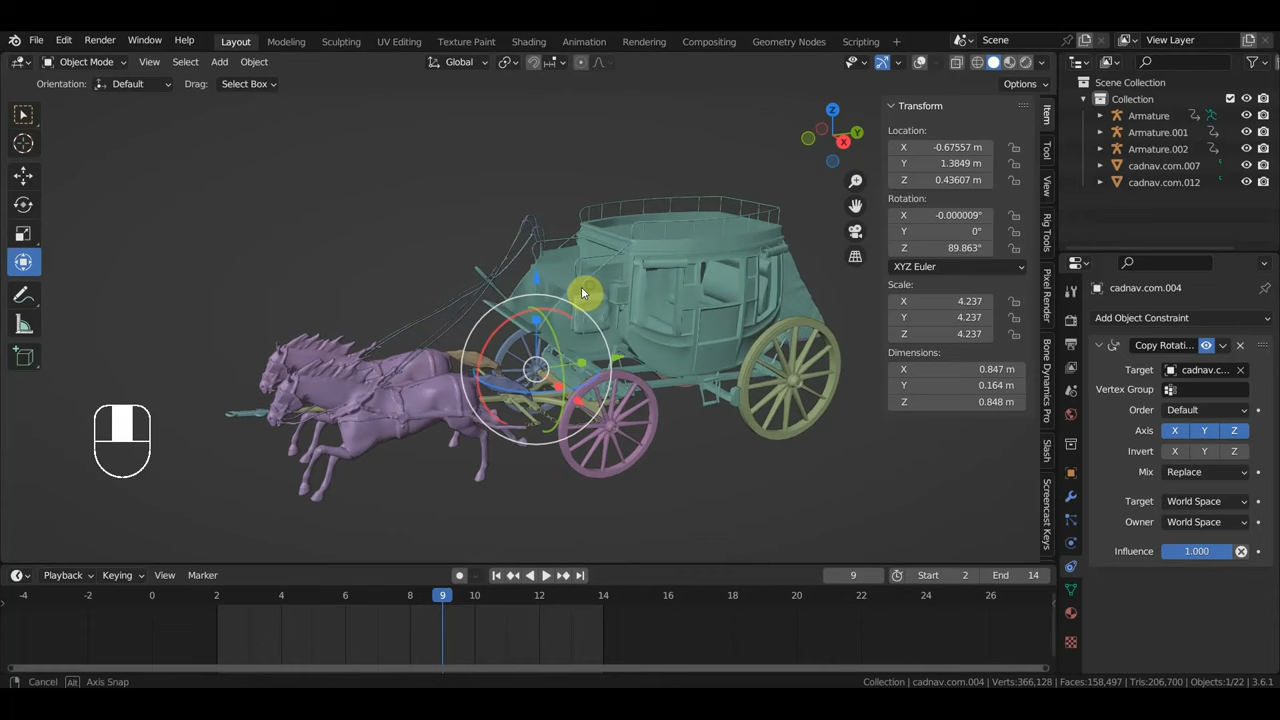 File Edit Render Window Help Layout Modeling Sculpting UV Editing Texture Paint Shading Animation Rendering Compositing Geometry Nodes Scripting + Scene View Layer
Object Mode View Select Add Object Global
Orientation: Default Drag: Select Box Options
Transform
Location:
X -0.67557 m
Y 1.3849 m
Z 0.43607 m
Rotation:
X -0.000009°
Y 0°
Z 89.863°
XYZ Euler
Scale:
X 4.237
Y 4.237
Z 4.237
Dimensions:
X 0.847 m
Y 0.164 m
Z 0.848 m
Z
Y
X
Item
Tool
View
Rig Tools
Pixel Render
Bone Dynamics Pro
Slash
Screencast Keys
Scene Collection
Collection
Armature
Armature.001
Armature.002
cadnav.com.007
cadnav.com.012
cadnav.com.004
Add Object Constraint
Copy Rotati...
Target cadnav.c...
Vertex Group
Order Default
Axis X Y Z
Invert X Y Z
Mix Replace
Target World Space
Owner World Space
Influence 1.000
Playback Keying View Marker 9 Start 2 End 14
-4 -2 0 2 4 6 8 9 10 12 14 16 18 20 22 24 26
Cancel Alt Axis Snap Collection | cadnav.com.004 | Verts:366,128 | Faces:158,497 | Tris:206,700 | Objects:1/22 | 3.6.1